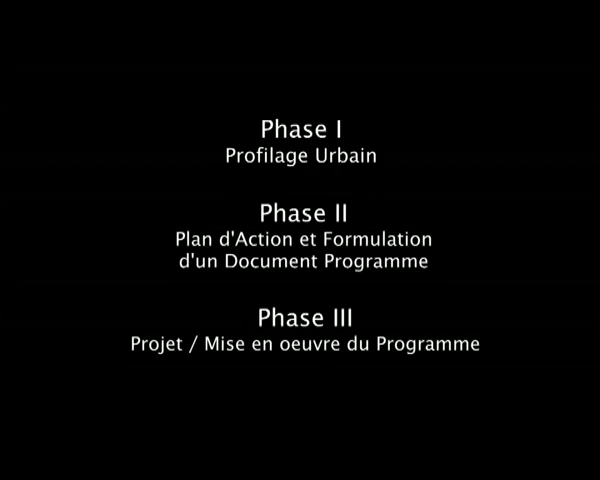 Phase I
Profilage Urbain
Phase II
Plan d'Action et Formulation
d'un Document Programme
Phase III
Projet / Mise en oeuvre du Programme